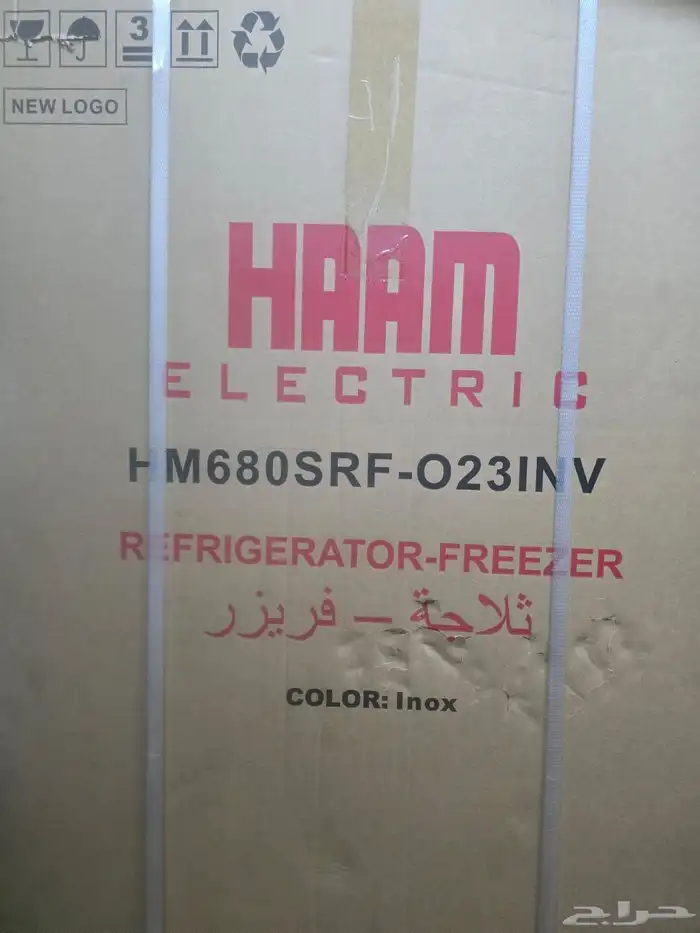 3
NEW LOGO
HAAM
ELECTRIC
HM680SRF-O23INV
REFRIGERATOR-FREEZER
ثلاجة – فريزر
COLOR: Inox
حراج